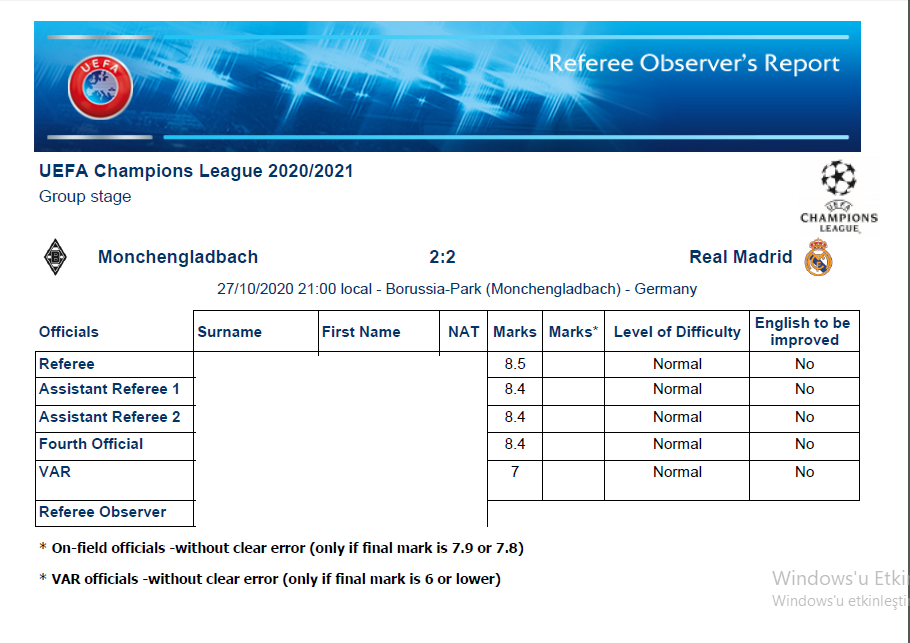 UEFA
Referee Observer's Report
UEFA Champions League 2020/2021
Group stage
UEFA
CHAMPIONS
LEAGUE
Monchengladbach 2:2 Real Madrid
27/10/2020 21:00 local - Borussia-Park (Monchengladbach) - Germany
Officials Surname First Name NAT Marks Marks* Level of Difficulty English to be improved
Referee 8.5 Normal No
Assistant Referee 1 8.4 Normal No
Assistant Referee 2 8.4 Normal No
Fourth Official 8.4 Normal No
VAR 7 Normal No
Referee Observer
* On-field officials -without clear error (only if final mark is 7.9 or 7.8)
* VAR officials -without clear error (only if final mark is 6 or lower)
Windows'u Etki
Windows'u etkinleşti